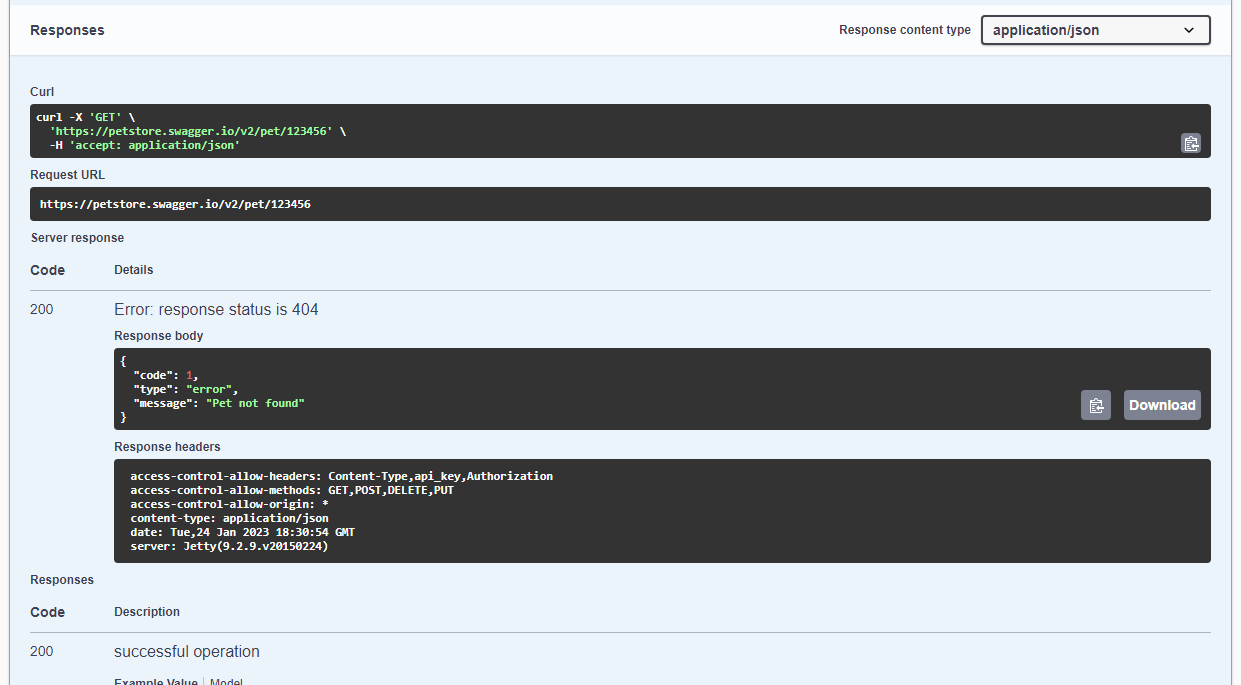 Responses
Response content type
application/json
Curl
curl -X 'GET' \
'https://petstore.swagger.io/v2/pet/123456' \
-H 'accept: application/json'
Request URL
https://petstore.swagger.io/v2/pet/123456
Server response
Code Details
200 Error: response status is 404
Response body
{
"code": 1,
"type": "error",
"message": "Pet not found"
}
Download
Response headers
access-control-allow-headers: Content-Type,api_key,Authorization
access-control-allow-methods: GET,POST,DELETE,PUT
access-control-allow-origin: *
content-type: application/json
date: Tue,24 Jan 2023 18:30:54 GMT
server: Jetty(9.2.9.v20150224)
Responses
Code Description
200 successful operation
Example Value Model